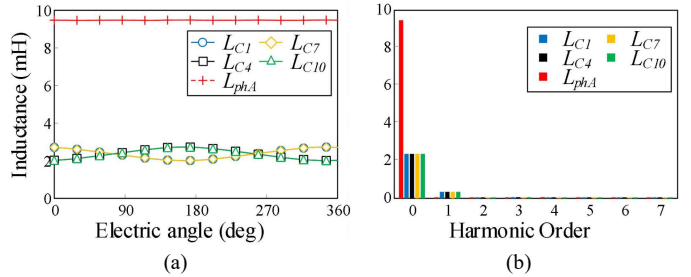 Inductance (mH)
10
8
6
4
2
0
L_C1 L_C7
L_C4 L_C10
L_phA
0 90 180 270 360
Electric angle (deg)
(a)
10
8
6
4
2
0
L_C1 L_C7
L_C4 L_C10
L_phA
0 1 2 3 4 5 6 7
Harmonic Order
(b)